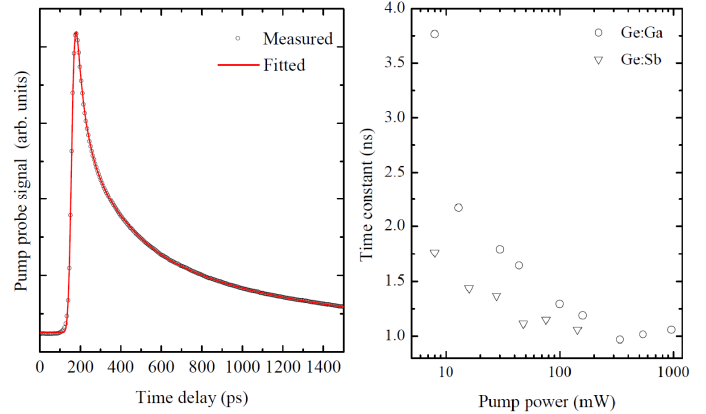 Pump probe signal (arb. units)
Measured
Fitted
0 200 400 600 800 1000 1200 1400
Time delay (ps)
Time constant (ns)
4.0
3.5
3.0
2.5
2.0
1.5
1.0
Ge:Ga
Ge:Sb
10 100 1000
Pump power (mW)